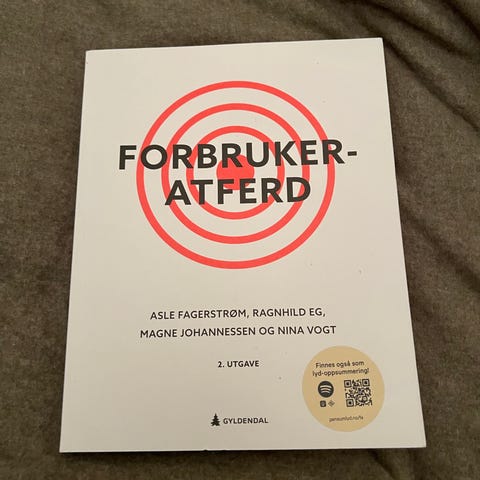 FORBRUKER-
ATFERD
ASLE FAGERSTRØM, RAGNHILD EG,
MAGNE JOHANNESSEN OG NINA VOGT
2. UTGAVE
Finnes også som
lyd-oppsummering!
pensumlyd.no/fa
GYLDENDAL